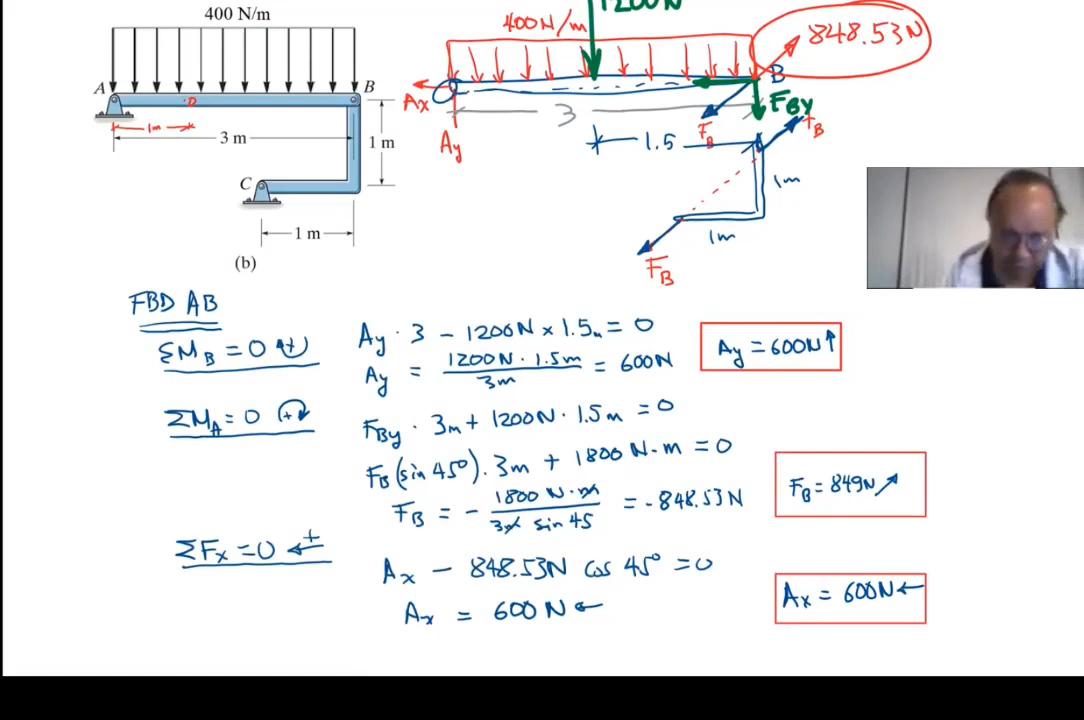 400 N/m
A
B
1m
3 m
1 m
C
1 m
(b)
1200N
400N/m
848.53N
B
Ax
FBy
3
FB
FB
Ay
1.5
1m
1m
FB
FBD AB
ΣMB = 0 +
Ay · 3 − 1200N × 1.5m = 0
Ay = 1200N · 1.5m / 3m = 600N
Ay = 600N ↑
ΣMA = 0 +
FBy · 3m + 1200N · 1.5m = 0
FB (sin 45°) · 3m + 1800 N·m = 0
FB = − 1800 N·m / 3m sin 45 = −848.53N
FB = 849N ↗
ΣFx = 0 ← +
Ax − 848.53N cos 45° = 0
Ax = 600N ←
Ax = 600N ←